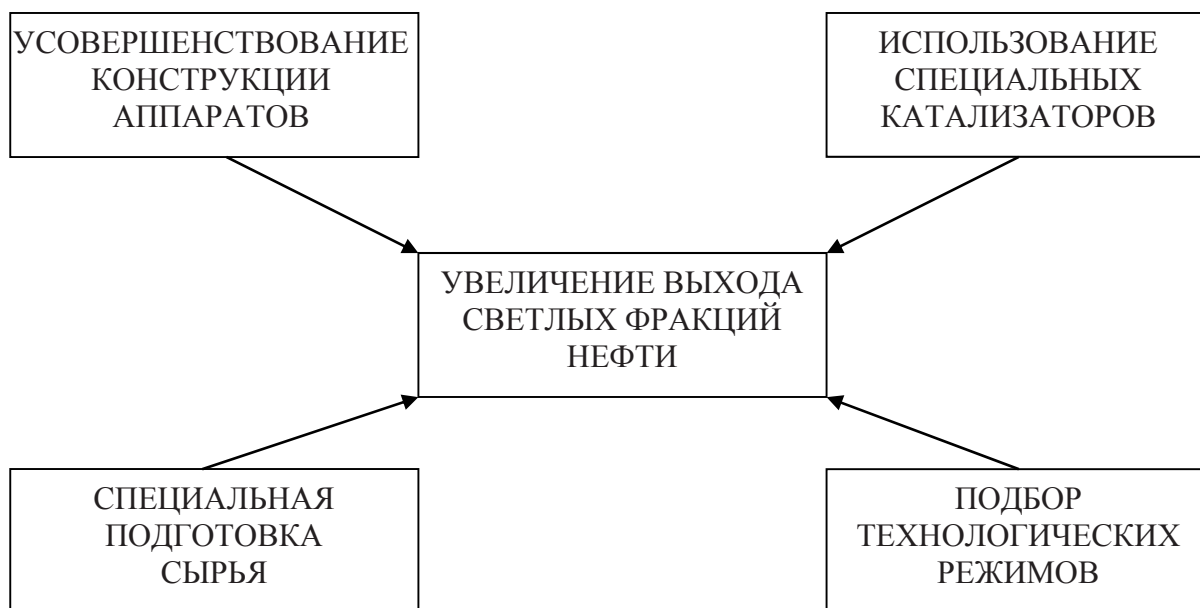 УСОВЕРШЕНСТВОВАНИЕ
КОНСТРУКЦИИ
АППАРАТОВ
ИСПОЛЬЗОВАНИЕ
СПЕЦИАЛЬНЫХ
КАТАЛИЗАТОРОВ
УВЕЛИЧЕНИЕ ВЫХОДА
СВЕТЛЫХ ФРАКЦИЙ
НЕФТИ
СПЕЦИАЛЬНАЯ
ПОДГОТОВКА
СЫРЬЯ
ПОДБОР
ТЕХНОЛОГИЧЕСКИХ
РЕЖИМОВ